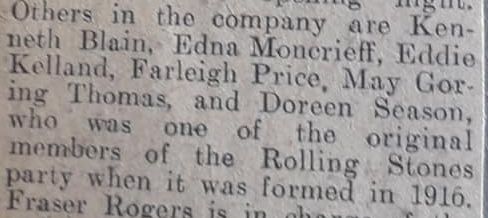 night.
Others in the company are Ken-
neth Blain, Edna Moncrieff, Eddie
Kelland, Farleigh Price, May Gor-
ing Thomas, and Doreen Season,
who was one of the original
members of the Rolling Stones
party when it was formed in 1916.
Fraser Rogers is in